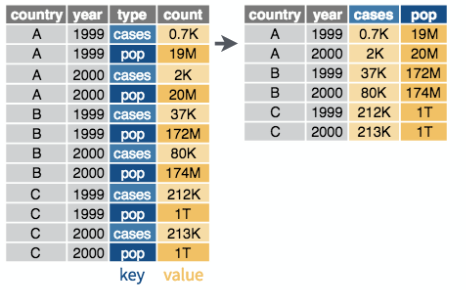 country year type count
A 1999 cases 0.7K
A 1999 pop 19M
A 2000 cases 2K
A 2000 pop 20M
B 1999 cases 37K
B 1999 pop 172M
B 2000 cases 80K
B 2000 pop 174M
C 1999 cases 212K
C 1999 pop 1T
C 2000 cases 213K
C 2000 pop 1T
key value
country year cases pop
A 1999 0.7K 19M
A 2000 2K 20M
B 1999 37K 172M
B 2000 80K 174M
C 1999 212K 1T
C 2000 213K 1T